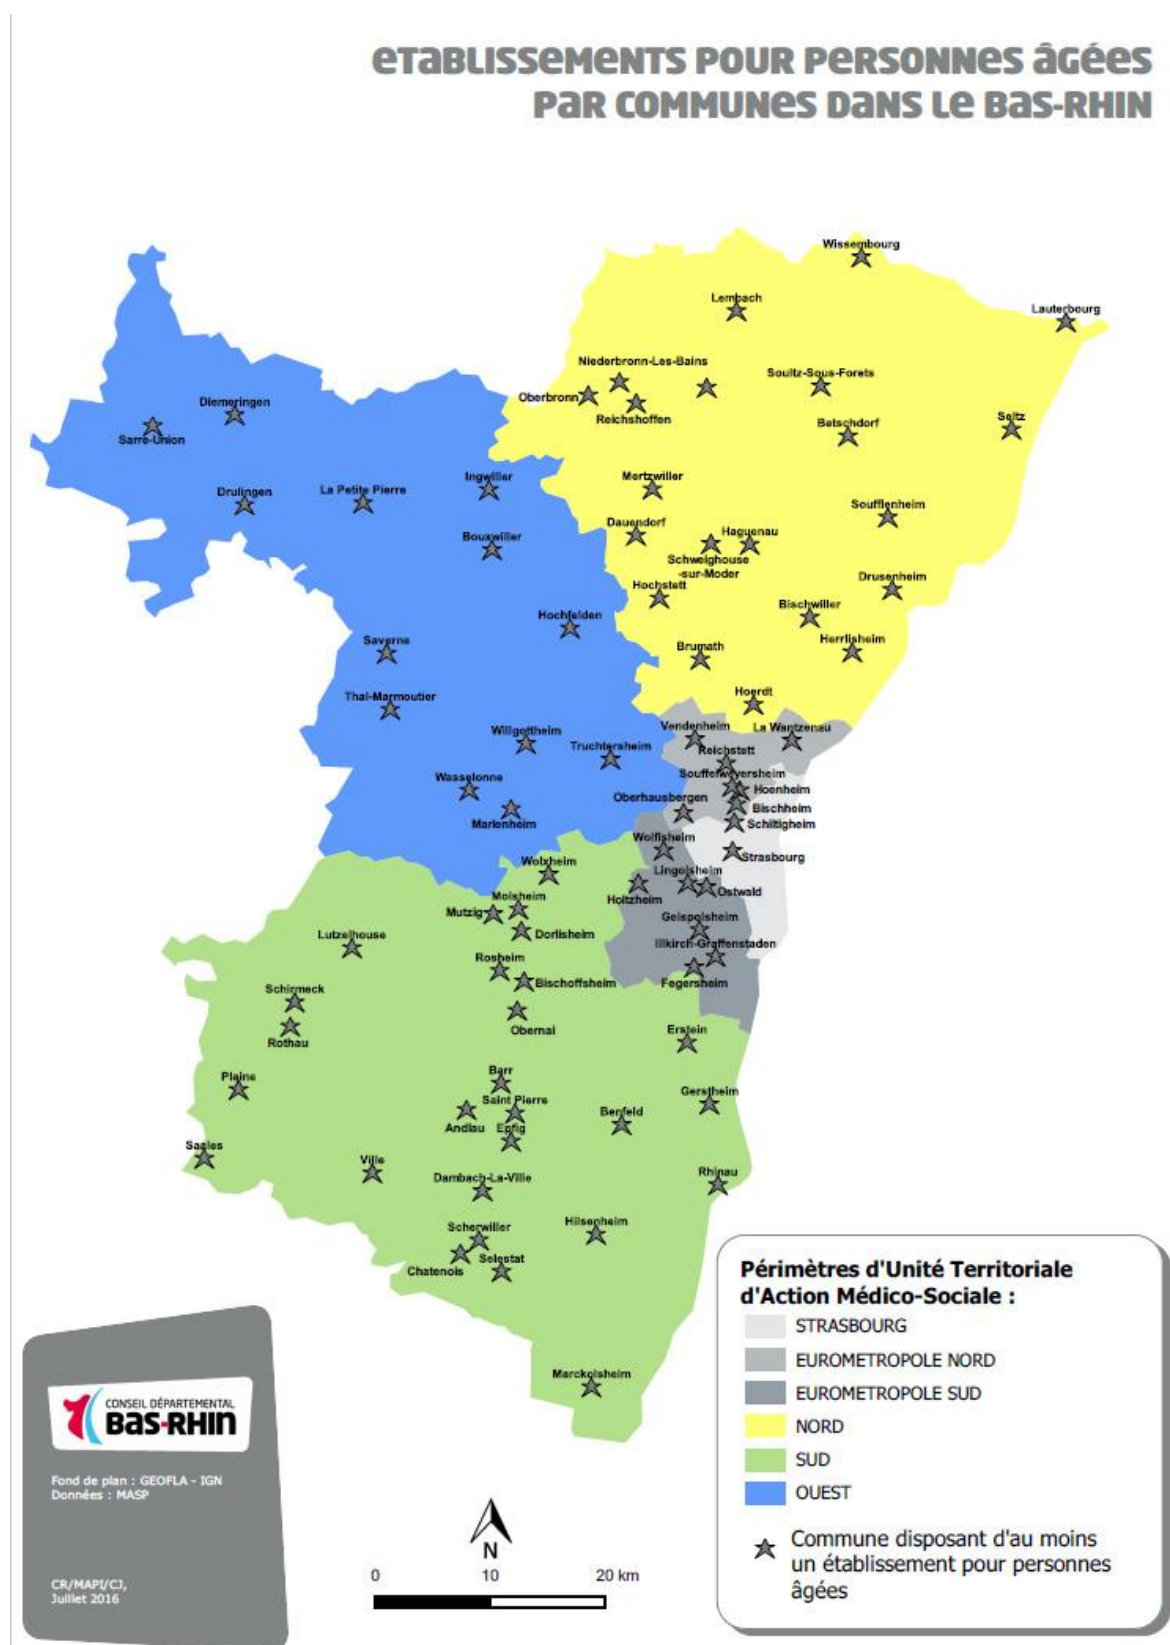 eTaBLISSeMeNTS POUR PeRSONNeS ÂGÉeS
PaR COMMUNeS DaNS Le BaS-RHIN
Wissembourg
Lembach
Lauterbourg
Niederbronn-Les-Bains
Soultz-Sous-Forets
Oberbronn
Reichshoffen
Betschdorf
Seltz
Diemeringen
Sarre-Union
Drulingen
La Petite Pierre
Ingwiller
Mertzwiller
Soufflenheim
Bouxwiller
Dauendorf
Haguenau
Schweighouse
-sur-Moder
Hochstett
Drusenheim
Bischwiller
Hochfelden
Herrlisheim
Saverne
Brumath
Thal-Marmoutier
Hoerdt
Willgottheim
Truchtersheim
Vendenheim
La Wantzenau
Reichstett
Souffelweyersheim
Hoenheim
Wasselonne
Oberhausbergen
Bischheim
Marlenheim
Schiltigheim
Wolfisheim
Strasbourg
Wolxheim
Lingolsheim
Ostwald
Holtzheim
Molsheim
Mutzig
Geispolsheim
Dorlisheim
Lutzelhouse
Illkirch-Graffenstaden
Rosheim
Bischoffsheim
Fegersheim
Schirmeck
Obernai
Erstein
Rothau
Barr
Plaine
Gerstheim
Saint Pierre
Andlau
Epfig
Benfeld
Saales
Ville
Dambach-La-Ville
Rhinau
Scherwiller
Hilsenheim
Chatenois
Selestat
Marckolsheim
Périmètres d'Unité Territoriale
d'Action Médico-Sociale :
STRASBOURG
EUROMETROPOLE NORD
EUROMETROPOLE SUD
NORD
SUD
OUEST
Commune disposant d'au moins
un établissement pour personnes
âgées
CONSEIL DÉPARTEMENTAL
BaS-RHIN
Fond de plan : GEOFLA - IGN
Données : MASP
CR/MAPI/CJ,
Juillet 2016
N
0 10 20 km